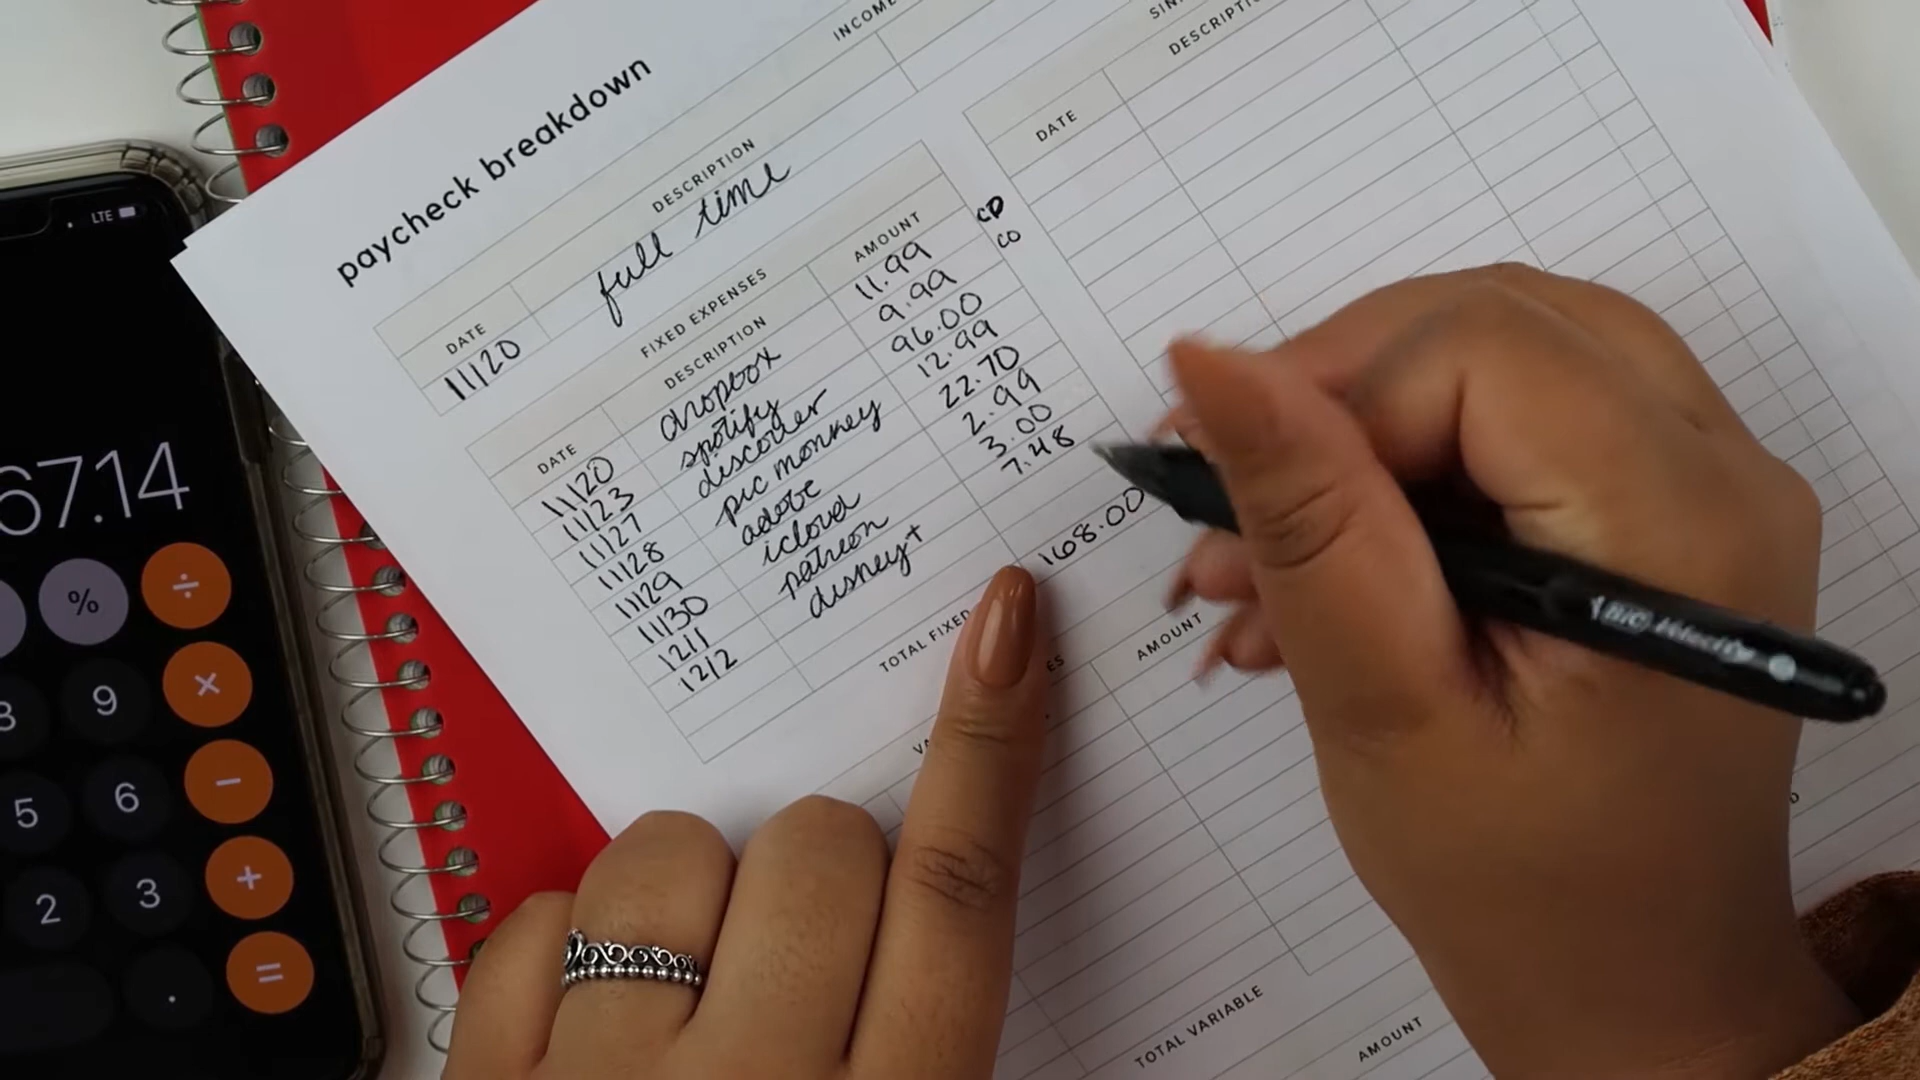 LTE
67.14
% ÷
9 ×
5 6 −
2 3 +
. =
paycheck breakdown
INCOME
DATE DESCRIPTION
11/20 full time
FIXED EXPENSES
DATE DESCRIPTION AMOUNT
11/20 dropbox 11.99 CD
11/23 spotify 9.99 CO
11/27 discover 96.00
11/28 pic monkey 12.99
11/29 adobe 22.70
11/30 icloud 2.99
12/1 patreon 3.00
12/2 disney+ 7.48
TOTAL FIXED 168.00
AMOUNT
TOTAL VARIABLE
AMOUNT
DATE
BIC Velocity